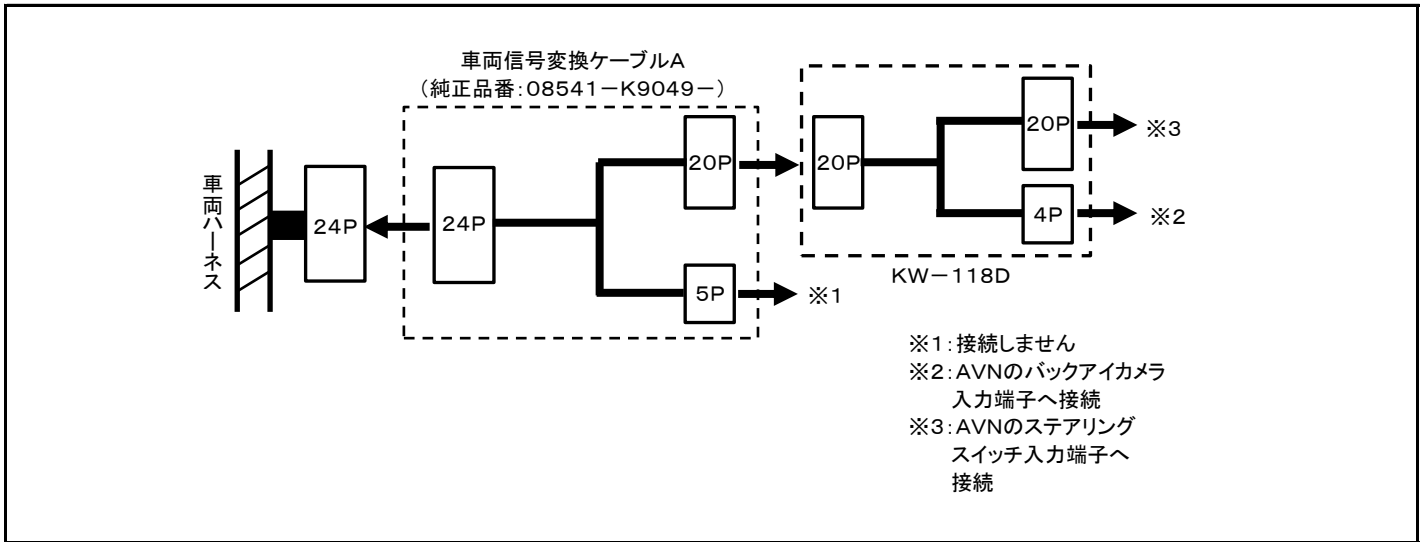 車両信号変換ケーブルA
（純正品番：08541－K9049－）
車両ハーネス
24P
24P
20P
5P
※1
20P
20P
※3
4P
※2
KW－118D
※1：接続しません
※2：AVNのバックアイカメラ
入力端子へ接続
※3：AVNのステアリング
スイッチ入力端子へ
接続